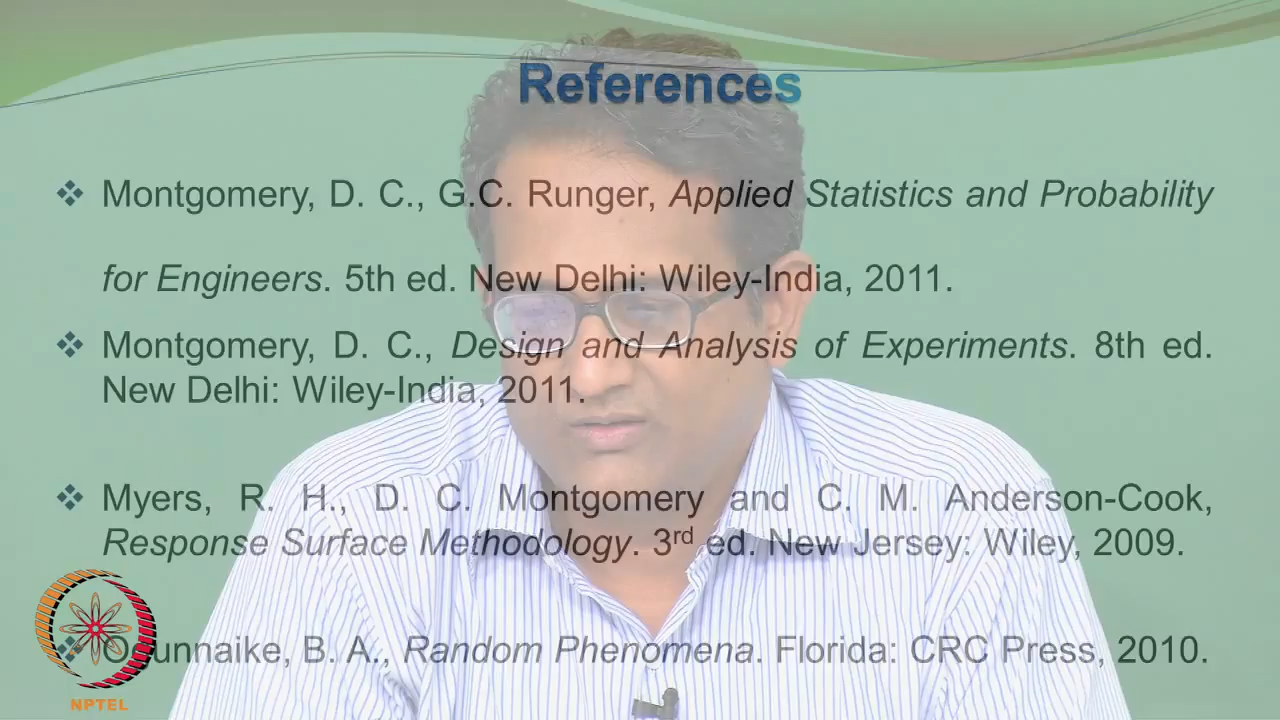 References
Montgomery, D. C., G.C. Runger, Applied Statistics and Probability
for Engineers. 5th ed. New Delhi: Wiley-India, 2011.
Montgomery, D. C., Design and Analysis of Experiments. 8th ed.
New Delhi: Wiley-India, 2011.
Myers, R. H., D. C. Montgomery and C. M. Anderson-Cook,
Response Surface Methodology. 3rd ed. New Jersey: Wiley, 2009.
Ogunnaike, B. A., Random Phenomena. Florida: CRC Press, 2010.
NPTEL